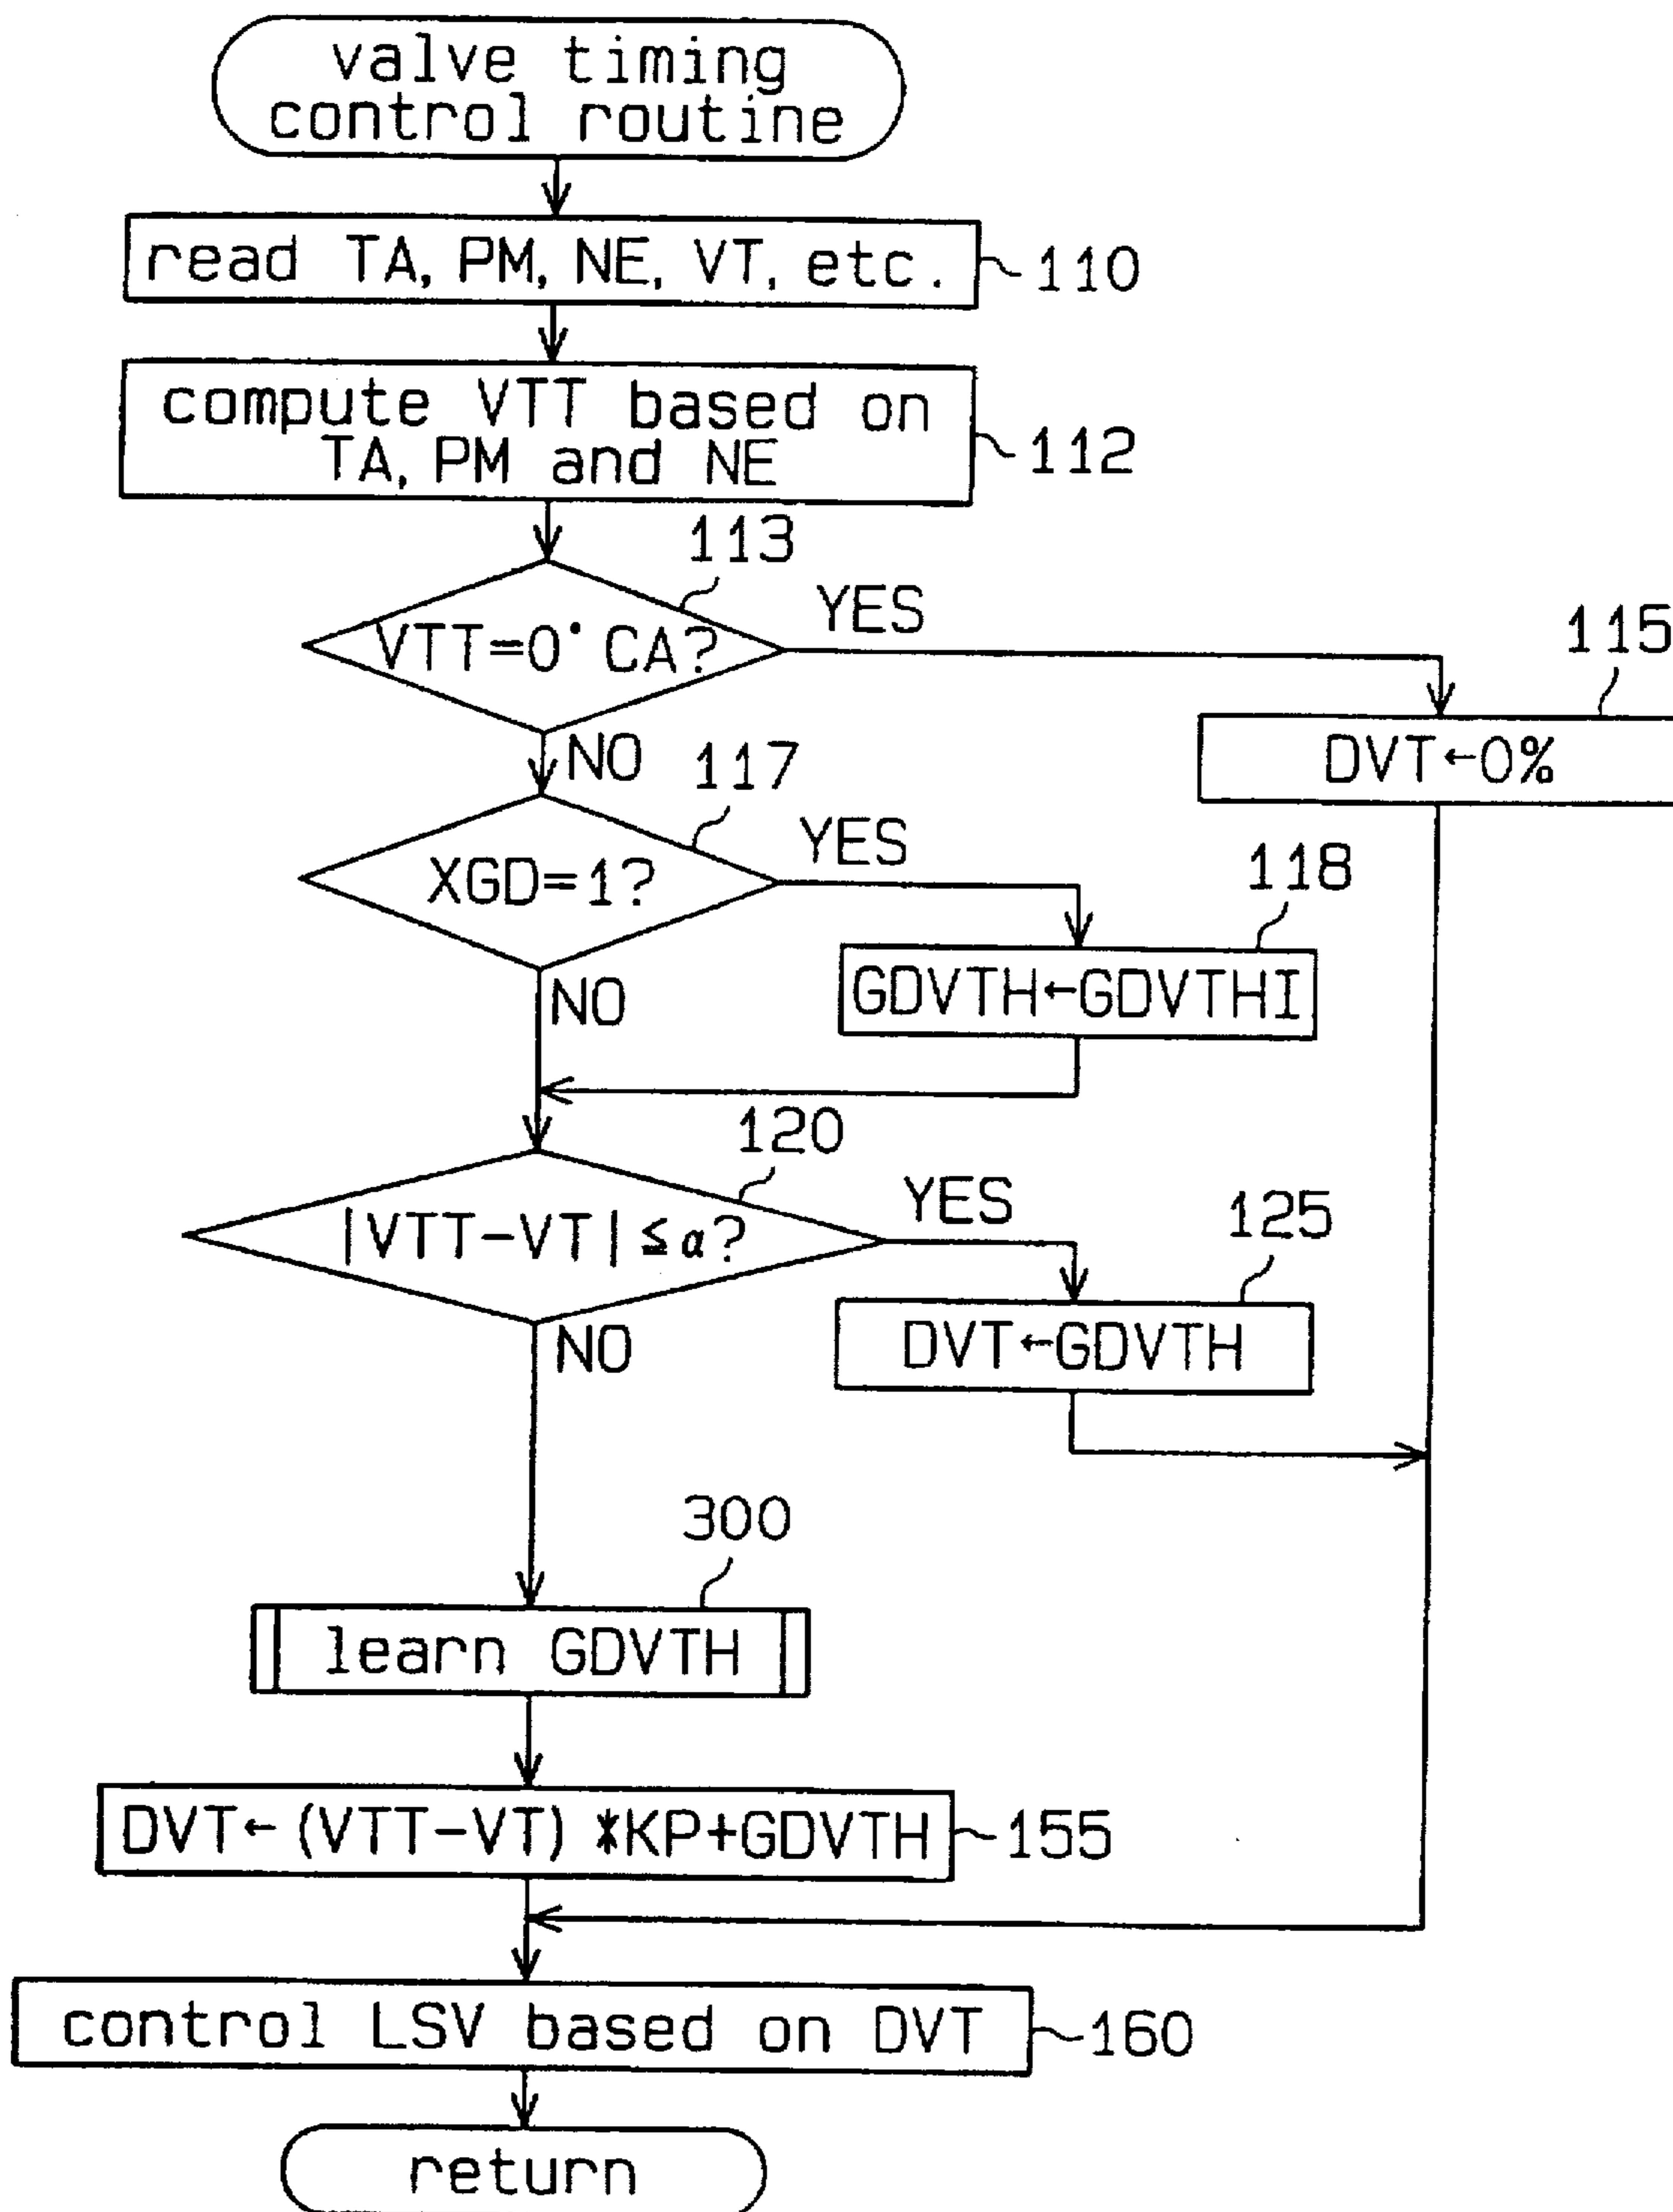 valve timing
control routine
read TA, PM, NE, VT, etc.
110
compute VTT based on
TA, PM and NE
112
113
VTT=0° CA?
YES
NO
115
DVT←0%
117
XGD=1?
YES
NO
118
GDVTH←GDVTHI
120
|VTT-VT|≦α?
YES
NO
125
DVT←GDVTH
300
learn GDVTH
DVT←(VTT-VT) *KP+GDVTH
155
control LSV based on DVT
160
return